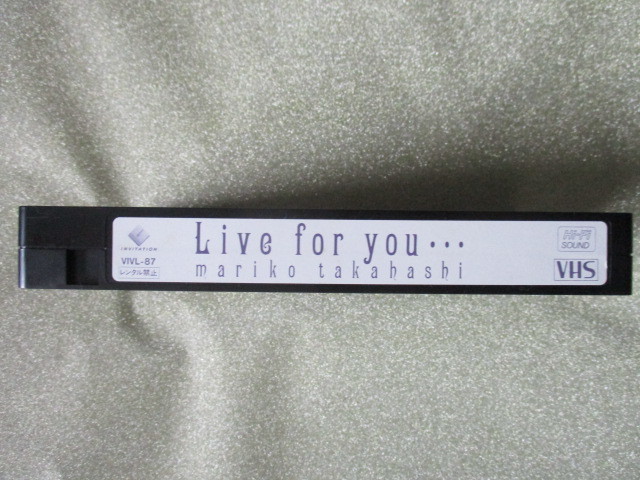 INVITATION
VIVL-87
レンタル禁止
Live for you...
mariko takahashi
HI-FI
SOUND
VHS